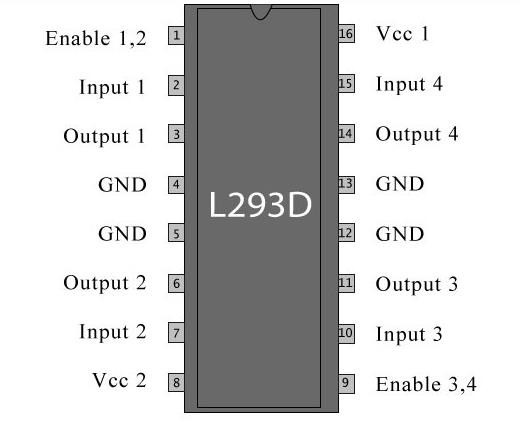 Enable 1,2 1 16 Vcc 1
Input 1 2 15 Input 4
Output 1 3 14 Output 4
GND 4 13 GND
L293D
GND 5 12 GND
Output 2 6 11 Output 3
Input 2 7 10 Input 3
Vcc 2 8 9 Enable 3,4